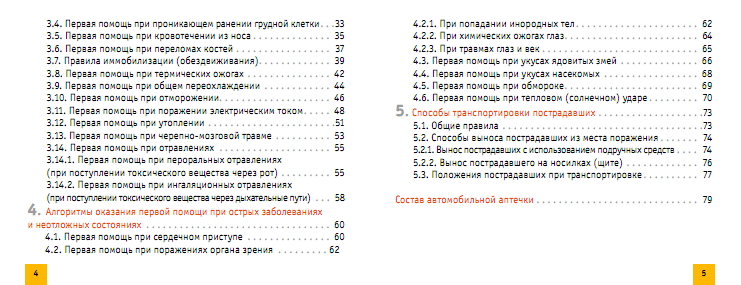 3.4. Первая помощь при проникающем ранении грудной клетки...33
3.5. Первая помощь при кровотечении из носа ................ 35
3.6. Первая помощь при переломах костей ................ 37
3.7. Правила иммобилизации (обездвиживания)................ 39
3.8. Первая помощь при термических ожогах ................ 42
3.9. Первая помощь при общем переохлаждении ................ 44
3.10. Первая помощь при отморожении................ 46
3.11. Первая помощь при поражении электрическим током...... 48
3.12. Первая помощь при утоплении ................ 51
3.13. Первая помощь при черепно-мозговой травме ............ 53
3.14. Первая помощь при отравлениях ................ 55
3.14.1. Первая помощь при пероральных отравлениях
(при поступлении токсического вещества через рот) ........... 55
3.14.2. Первая помощь при ингаляционных отравлениях
(при поступлении токсического вещества через дыхательные пути) .... 58
4. Алгоритмы оказания первой помощи при острых заболеваниях
и неотложных состояниях ................ 60
4.1. Первая помощь при сердечном приступе ................ 60
4.2. Первая помощь при поражениях органа зрения ......... 62
4
4.2.1. При попадании инородных тел................ 62
4.2.2. При химических ожогах глаз................ 64
4.2.3. При травмах глаз и век ................ 65
4.3. Первая помощь при укусах ядовитых змей ................ 66
4.4. Первая помощь при укусах насекомых ................ 68
4.5. Первая помощь при обмороке................ 69
4.6. Первая помощь при тепловом (солнечном) ударе......... 70
5. Способы транспортировки пострадавших ................ 73
5.1. Общие правила ................ 73
5.2. Способы выноса пострадавших из места поражения....... 74
5.2.1. Вынос пострадавших с использованием подручных средств .... 74
5.2.2. Вынос пострадавшего на носилках (щите) ............ 76
5.3. Положения пострадавших при транспортировке........... 77
Состав автомобильной аптечки ................ 79
5